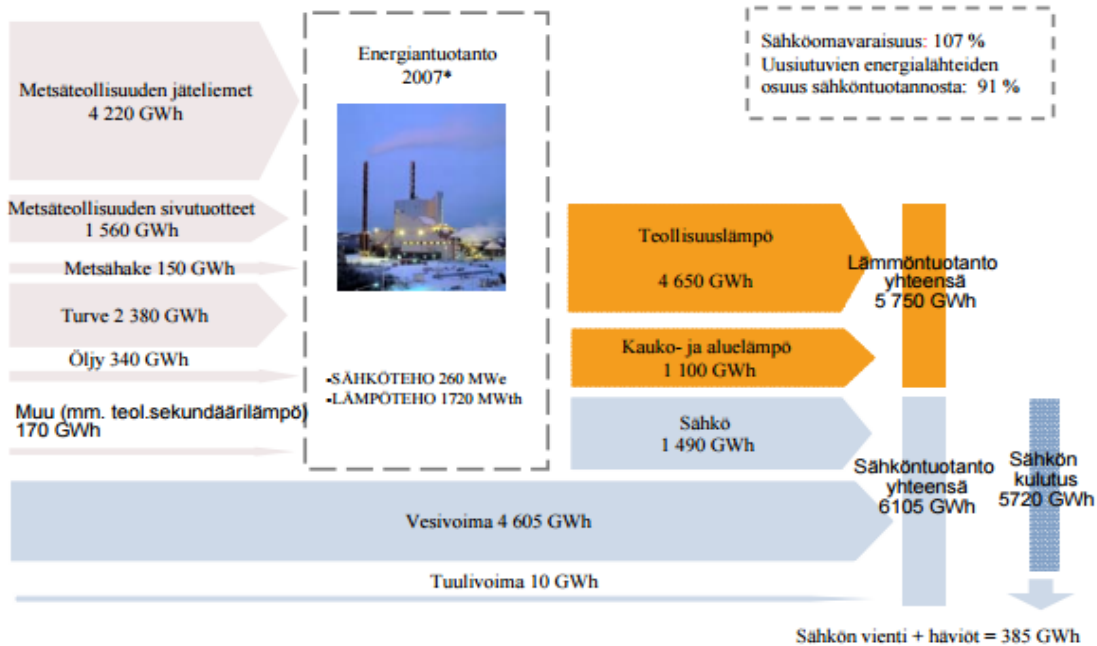 Metsäteollisuuden jäteliemet
4 220 GWh
Metsäteollisuuden sivutuotteet
1 560 GWh
Metsähake 150 GWh
Turve 2 380 GWh
Öljy 340 GWh
Muu (mm. teol.sekundäärilämpö)
170 GWh
Energiantuotanto
2007*
•SÄHKÖTEHO 260 MWe
•LÄMPÖTEHO 1720 MWth
Sähköomavaraisuus: 107 %
Uusiutuvien energialähteiden
osuus sähköntuotannosta: 91 %
Teollisuuslämpö
4 650 GWh
Kauko- ja aluelämpö
1 100 GWh
Lämmöntuotanto
yhteensä
5 750 GWh
Sähkö
1 490 GWh
Vesivoima 4 605 GWh
Tuulivoima 10 GWh
Sähköntuotanto
yhteensä
6105 GWh
Sähkön
kulutus
5720 GWh
Sähkön vienti + häviöt = 385 GWh